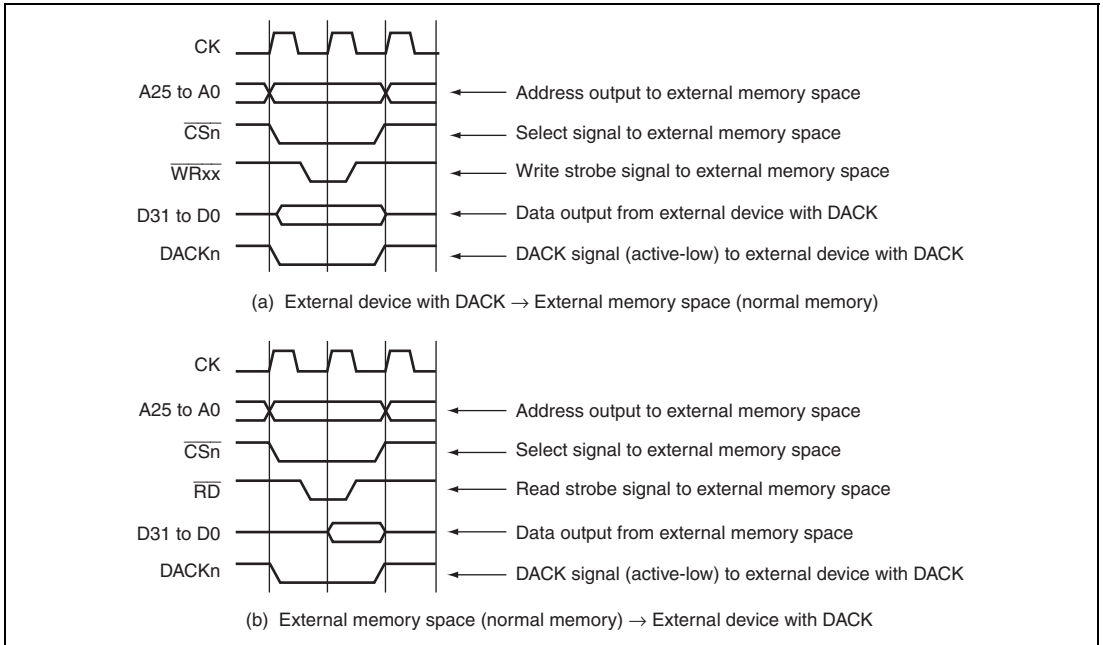 CK
A25 to A0 Address output to external memory space
CSn Select signal to external memory space
WRxx Write strobe signal to external memory space
D31 to D0 Data output from external device with DACK
DACKn DACK signal (active-low) to external device with DACK
(a) External device with DACK → External memory space (normal memory)
CK
A25 to A0 Address output to external memory space
CSn Select signal to external memory space
RD Read strobe signal to external memory space
D31 to D0 Data output from external memory space
DACKn DACK signal (active-low) to external device with DACK
(b) External memory space (normal memory) → External device with DACK